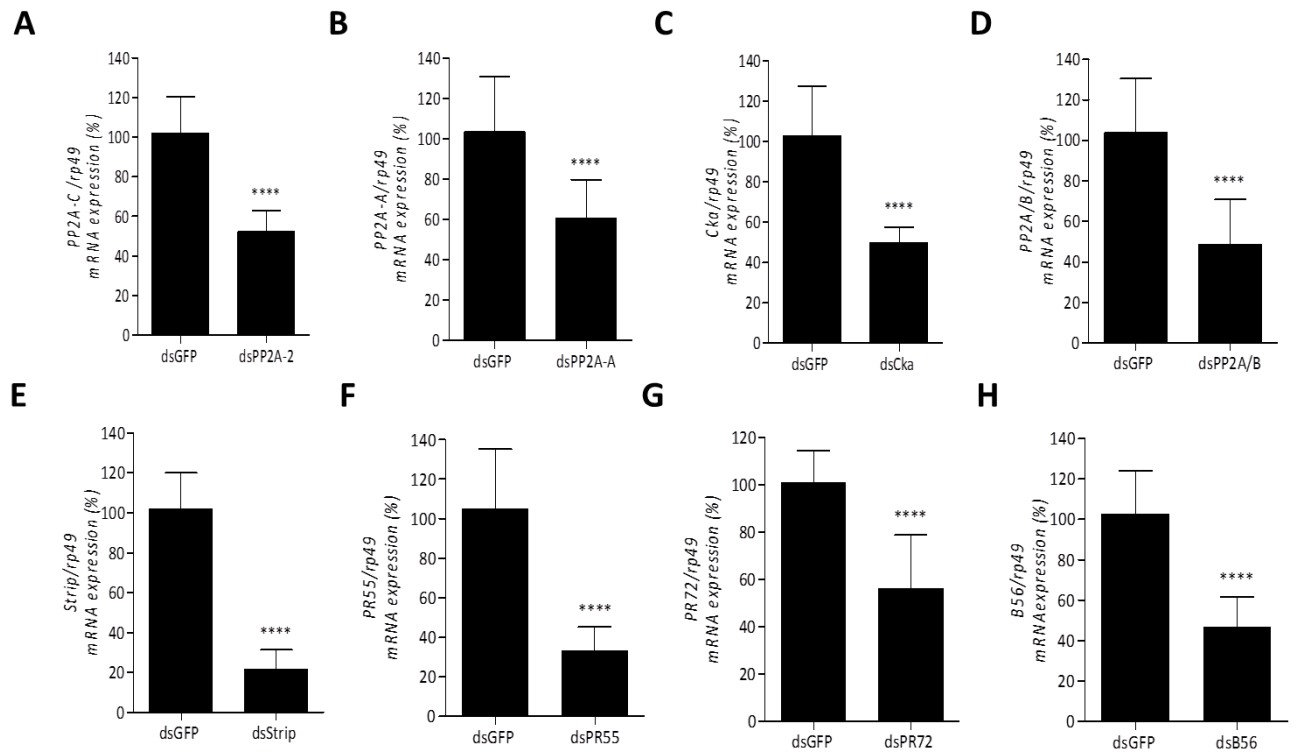 A
PP2A-C /rp49
mRNA expression (%)
140
120
100
80
60
40
20
0
****
dsGFP
dsPP2A-2
B
PP2A-A/rp49
mRNA expression (%)
140
120
100
80
60
40
20
0
****
dsGFP
dsPP2A-A
C
Cka/rp49
mRNA expression (%)
140
120
100
80
60
40
20
0
****
dsGFP
dsCka
D
PP2A/B/rp49
mRNA expression (%)
140
120
100
80
60
40
20
0
****
dsGFP
dsPP2A/B
E
Strip/rp49
mRNA expression (%)
140
120
100
80
60
40
20
0
****
dsGFP
dsStrip
F
PR55/rp49
mRNA expression (%)
140
120
100
80
60
40
20
0
****
dsGFP
dsPR55
G
PR72/rp49
mRNA expression (%)
120
100
80
60
40
20
0
****
dsGFP
dsPR72
H
B56/rp49
mRNAexpression (%)
140
120
100
80
60
40
20
0
****
dsGFP
dsB56